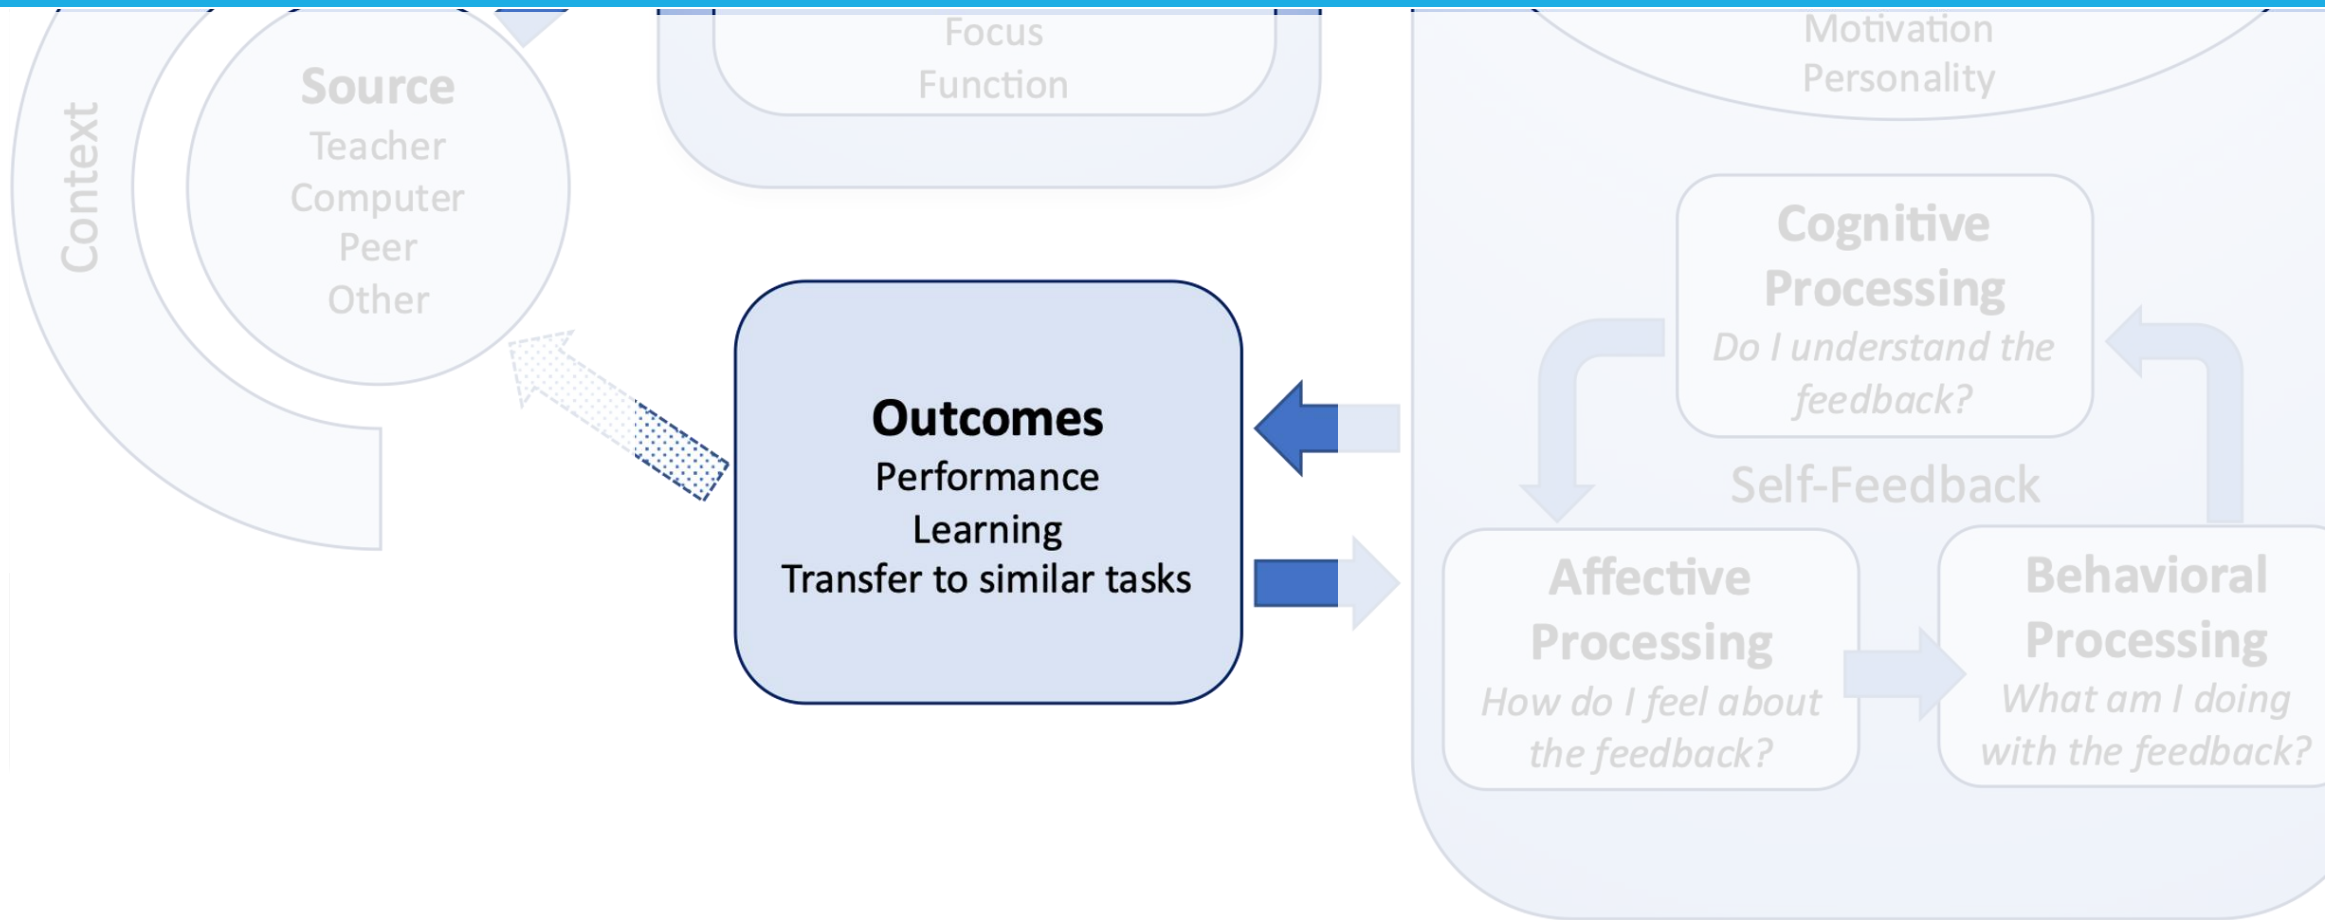 Context
Source
Teacher
Computer
Peer
Other
Focus
Function
Motivation
Personality
Outcomes
Performance
Learning
Transfer to similar tasks
Cognitive
Processing
Do I understand the
feedback?
Self-Feedback
Affective
Processing
How do I feel about
the feedback?
Behavioral
Processing
What am I doing
with the feedback?